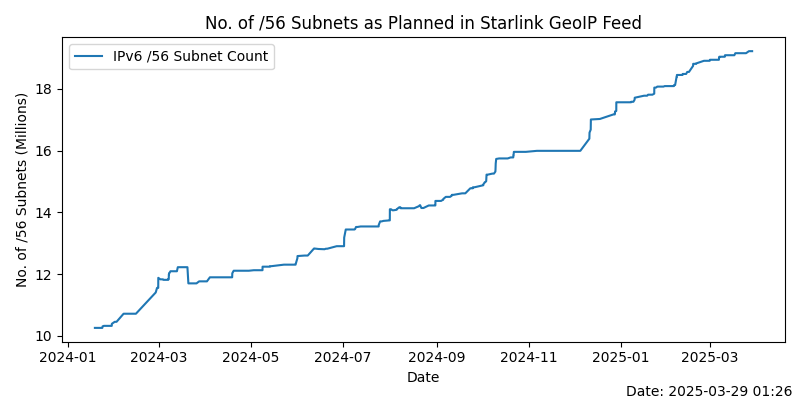 No. of /56 Subnets as Planned in Starlink GeoIP Feed
IPv6 /56 Subnet Count
No. of /56 Subnets (Millions)
18
16
14
12
10
2024-01 2024-03 2024-05 2024-07 2024-09 2024-11 2025-01 2025-03
Date
Date: 2025-03-29 01:26